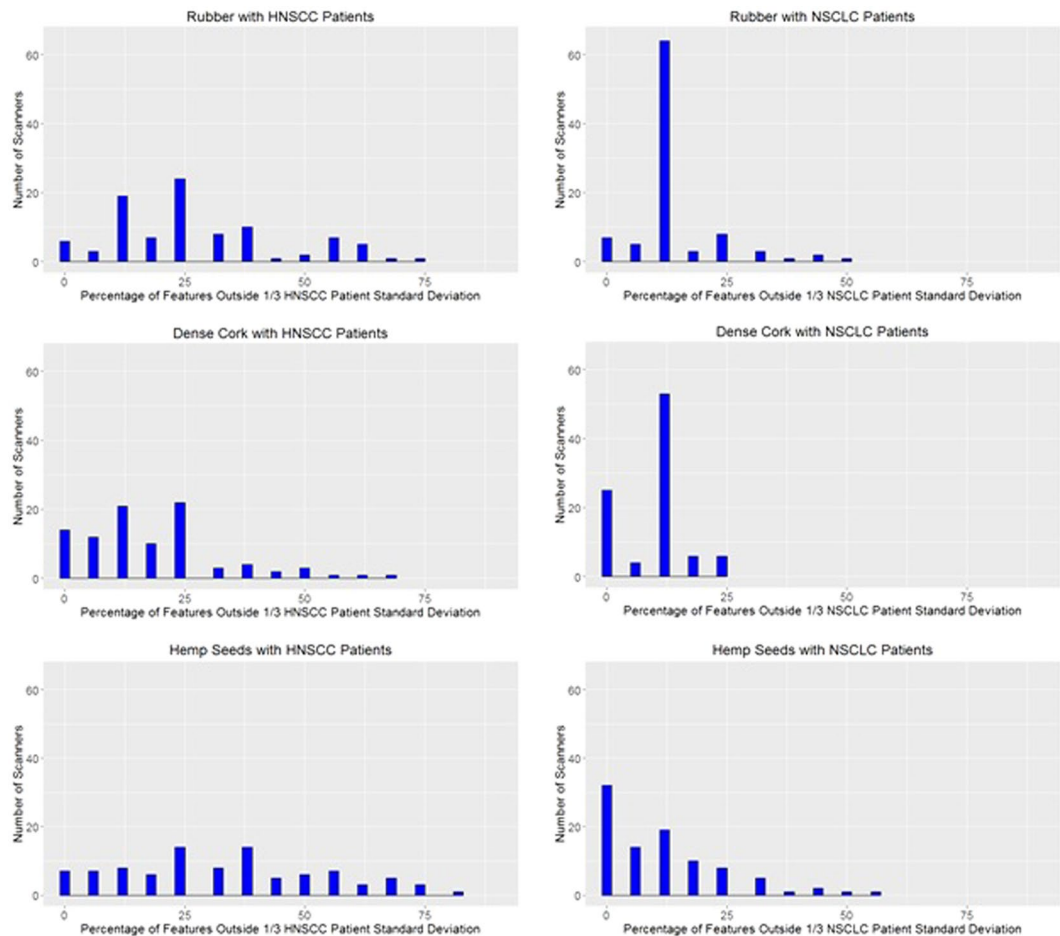 Rubber with HNSCC Patients
Number of Scanners
60
40
20
0
0 25 50 75
Percentage of Features Outside 1/3 HNSCC Patient Standard Deviation
Rubber with NSCLC Patients
Number of Scanners
60
40
20
0
0 25 50 75
Percentage of Features Outside 1/3 NSCLC Patient Standard Deviation
Dense Cork with HNSCC Patients
Number of Scanners
60
40
20
0
0 25 50 75
Percentage of Features Outside 1/3 HNSCC Patient Standard Deviation
Dense Cork with NSCLC Patients
Number of Scanners
60
40
20
0
0 25 50 75
Percentage of Features Outside 1/3 NSCLC Patient Standard Deviation
Hemp Seeds with HNSCC Patients
Number of Scanners
60
40
20
0
0 25 50 75
Percentage of Features Outside 1/3 HNSCC Patient Standard Deviation
Hemp Seeds with NSCLC Patients
Number of Scanners
60
40
20
0
0 25 50 75
Percentage of Features Outside 1/3 NSCLC Patient Standard Deviation